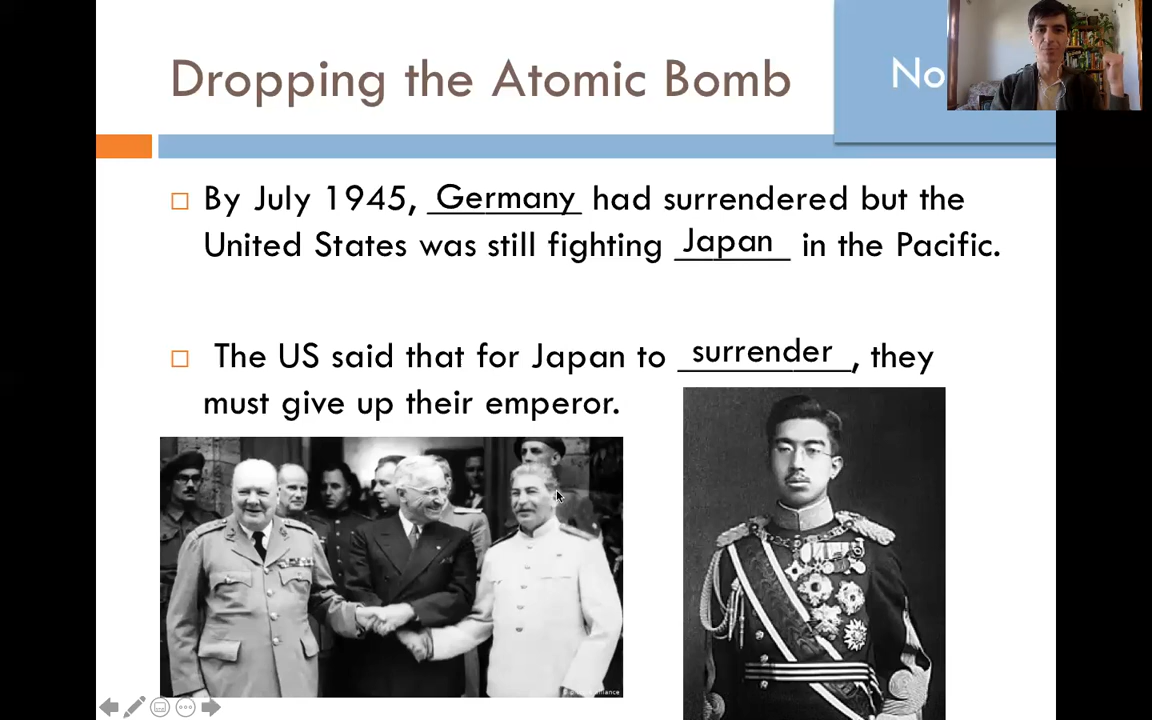 Dropping the Atomic Bomb
No
By July 1945, Germany had surrendered but the
United States was still fighting Japan in the Pacific.
The US said that for Japan to surrender, they
must give up their emperor.